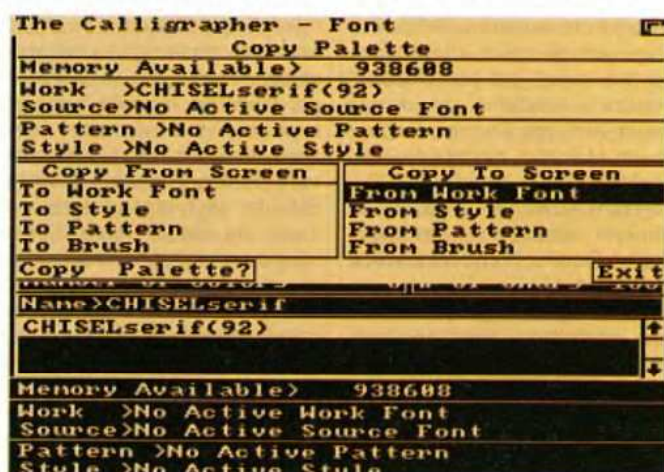 The Calligrapher - Font
Copy Palette
Memory Available> 938608
Work >CHISELserif(92)
Source>No Active Source Font
Pattern >No Active Pattern
Style >No Active Style
Copy From Screen
To Work Font
To Style
To Pattern
To Brush
Copy To Screen
From Work Font
From Style
From Pattern
From Brush
Copy Palette?
Exit
Name>CHISELserif
CHISELserif(92)
Memory Available> 938608
Work >No Active Work Font
Source>No Active Source Font
Pattern >No Active Pattern
Style >No Active Style